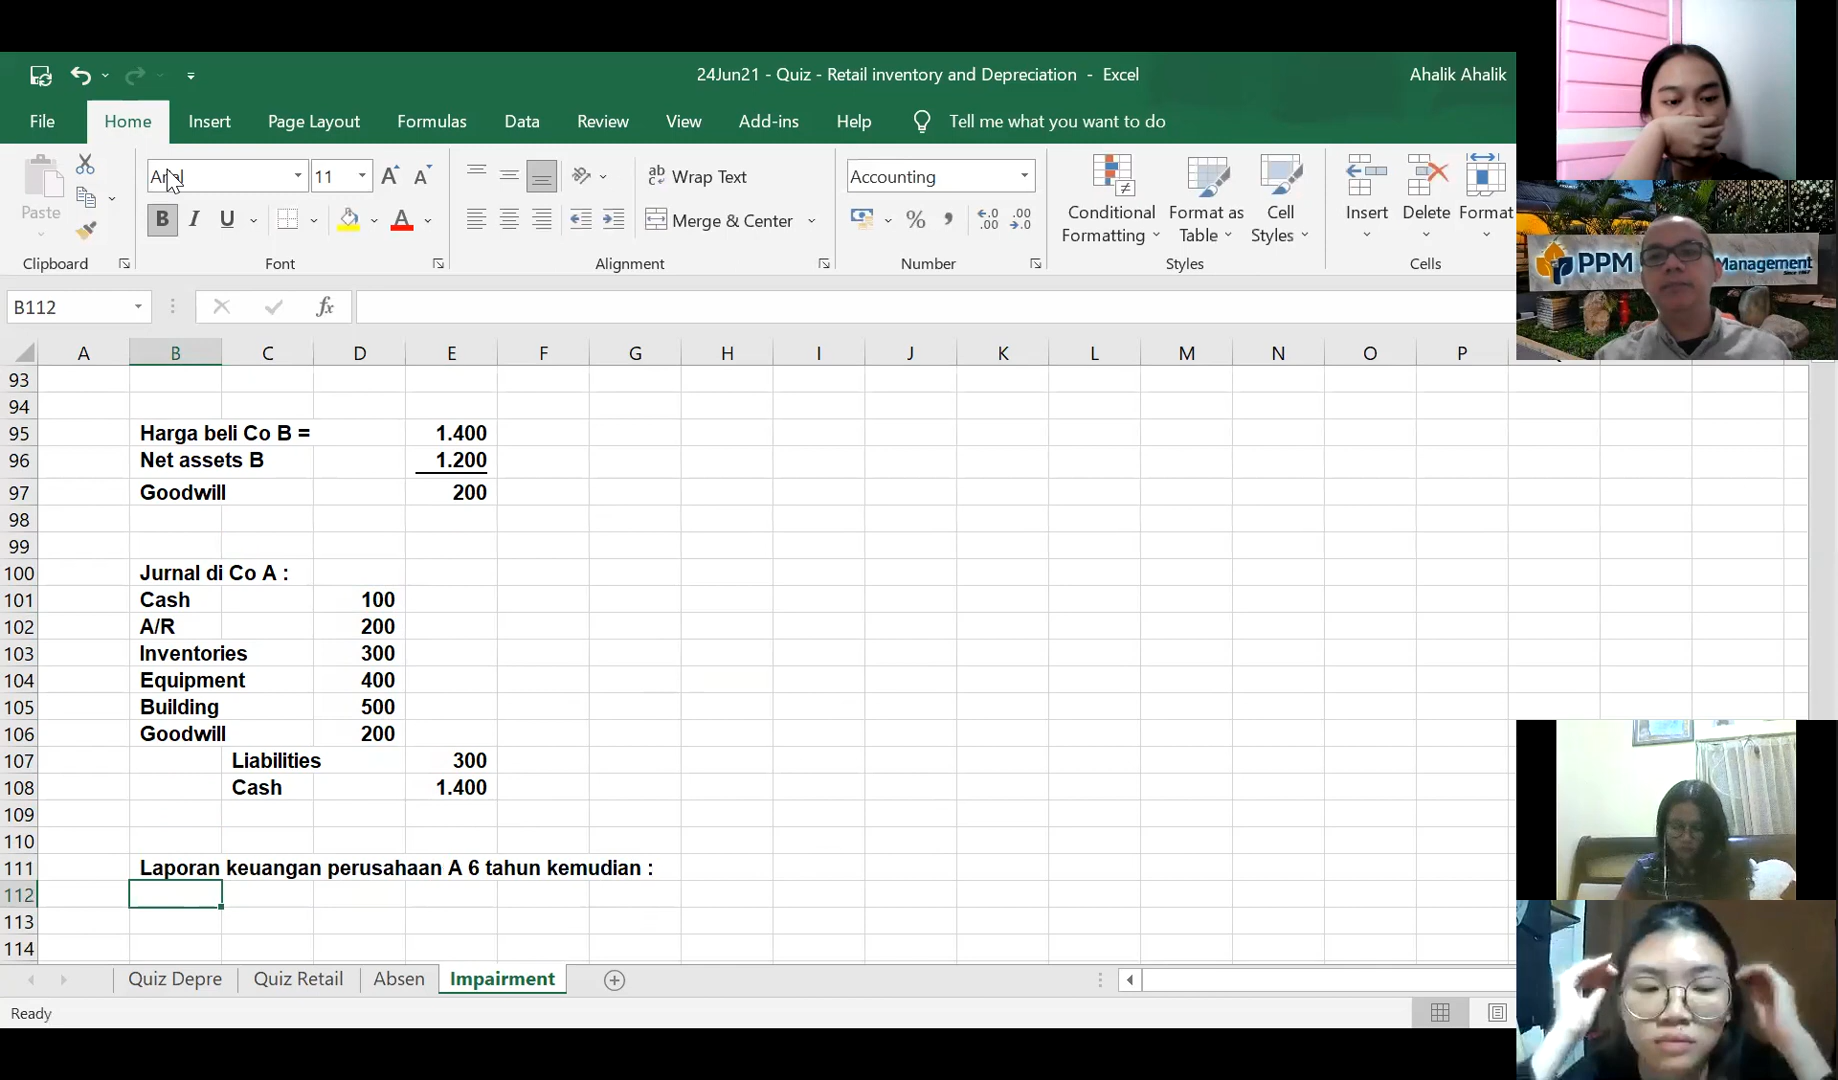 24Jun21 - Quiz - Retail inventory and Depreciation - Excel
Ahalik Ahalik
File Home Insert Page Layout Formulas Data Review View Add-ins Help Tell me what you want to do
Arial 11
Paste
B I U A
Wrap Text
Merge & Center
Accounting
% ,
Conditional Formatting
Format as Table
Cell Styles
Insert Delete Format
Clipboard Font Alignment Number Styles Cells
B112 fx
A B C D E F G H I J K L M N O P
93
94
95 Harga beli Co B = 1.400
96 Net assets B 1.200
97 Goodwill 200
98
99
100 Jurnal di Co A :
101 Cash 100
102 A/R 200
103 Inventories 300
104 Equipment 400
105 Building 500
106 Goodwill 200
107 Liabilities 300
108 Cash 1.400
109
110
111 Laporan keuangan perusahaan A 6 tahun kemudian :
112
113
114
Quiz Depre Quiz Retail Absen Impairment
Ready
PPM Management